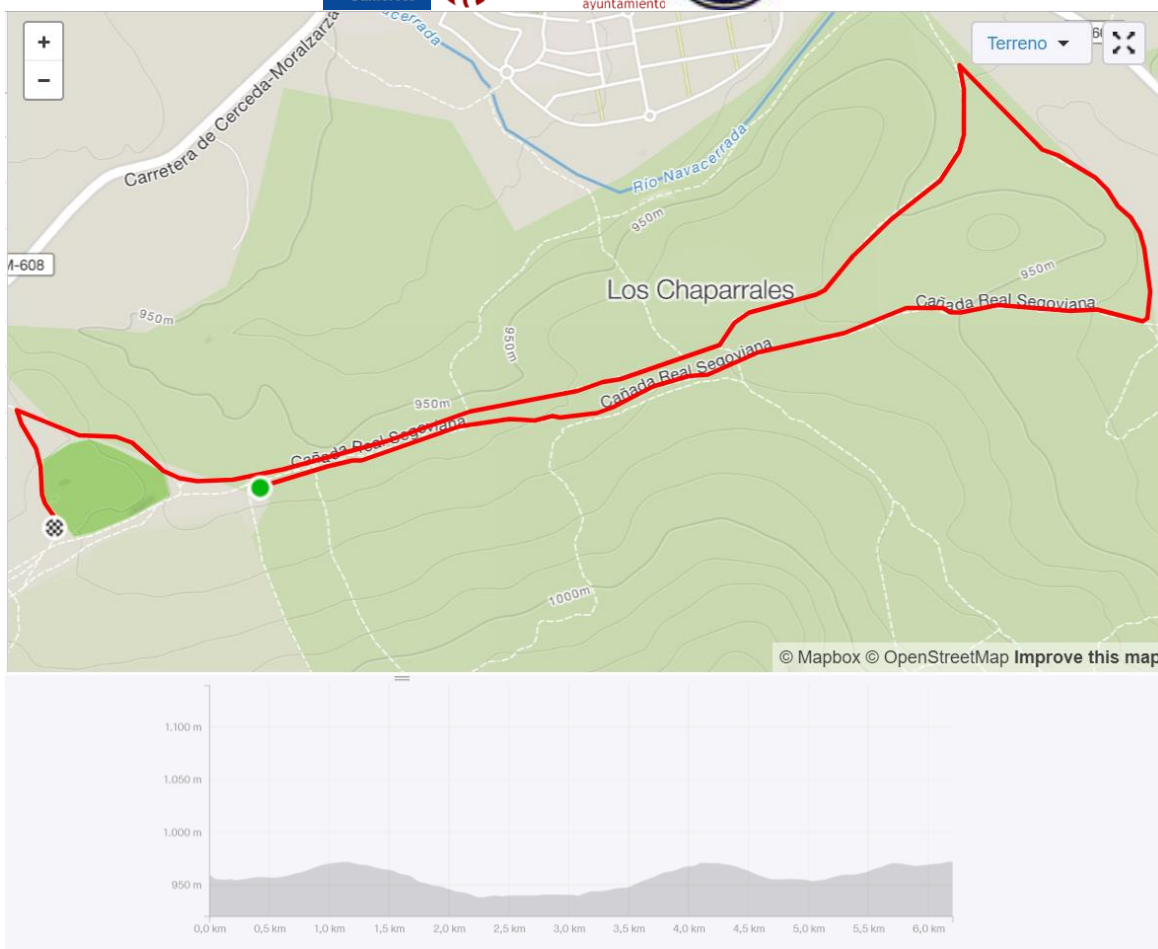 ayuntamiento
+
−
Terreno
Navacerrada
Carretera de Cerceda-Moralzarza
Río Navacerrada
950m
M-608
Los Chaparrales
950m
Cañada Real Segoviana
950m
950m
Cañada Real Segoviana
950m
Cañada Real Segoviana
1000m
© Mapbox © OpenStreetMap Improve this map
1.100 m
1.050 m
1.000 m
950 m
0,0 km 0,5 km 1,0 km 1,5 km 2,0 km 2,5 km 3,0 km 3,5 km 4,0 km 4,5 km 5,0 km 5,5 km 6,0 km